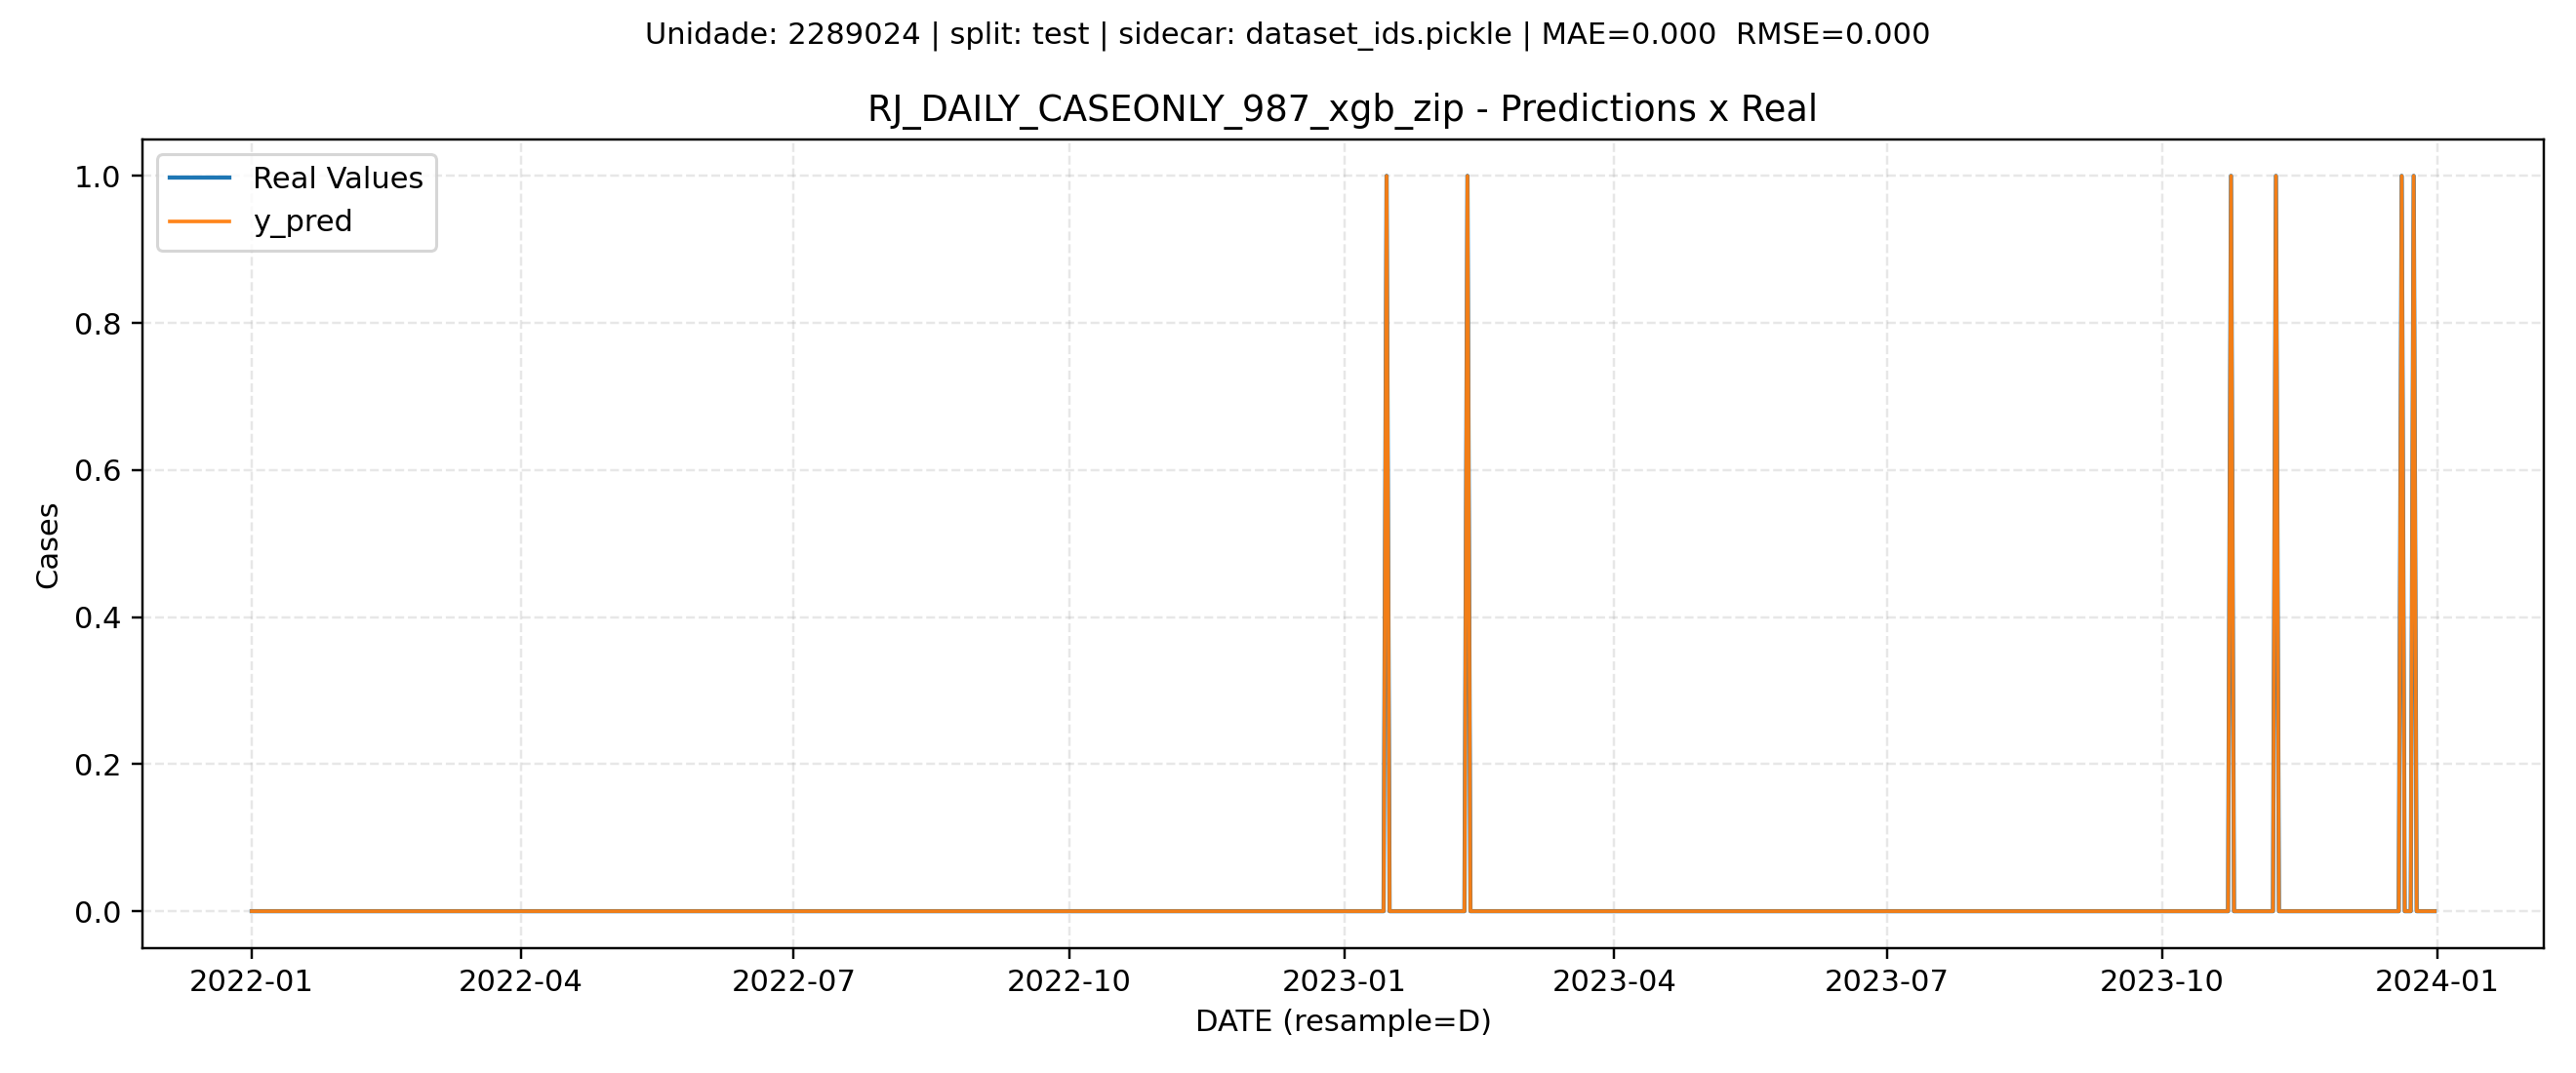 Unidade: 2289024 | split: test | sidecar: dataset_ids.pickle | MAE=0.000  RMSE=0.000
RJ_DAILY_CASEONLY_987_xgb_zip - Predictions x Real
Real Values
y_pred
1.0
0.8
0.6
0.4
0.2
0.0
Cases
2022-01
2022-04
2022-07
2022-10
2023-01
2023-04
2023-07
2023-10
2024-01
DATE (resample=D)